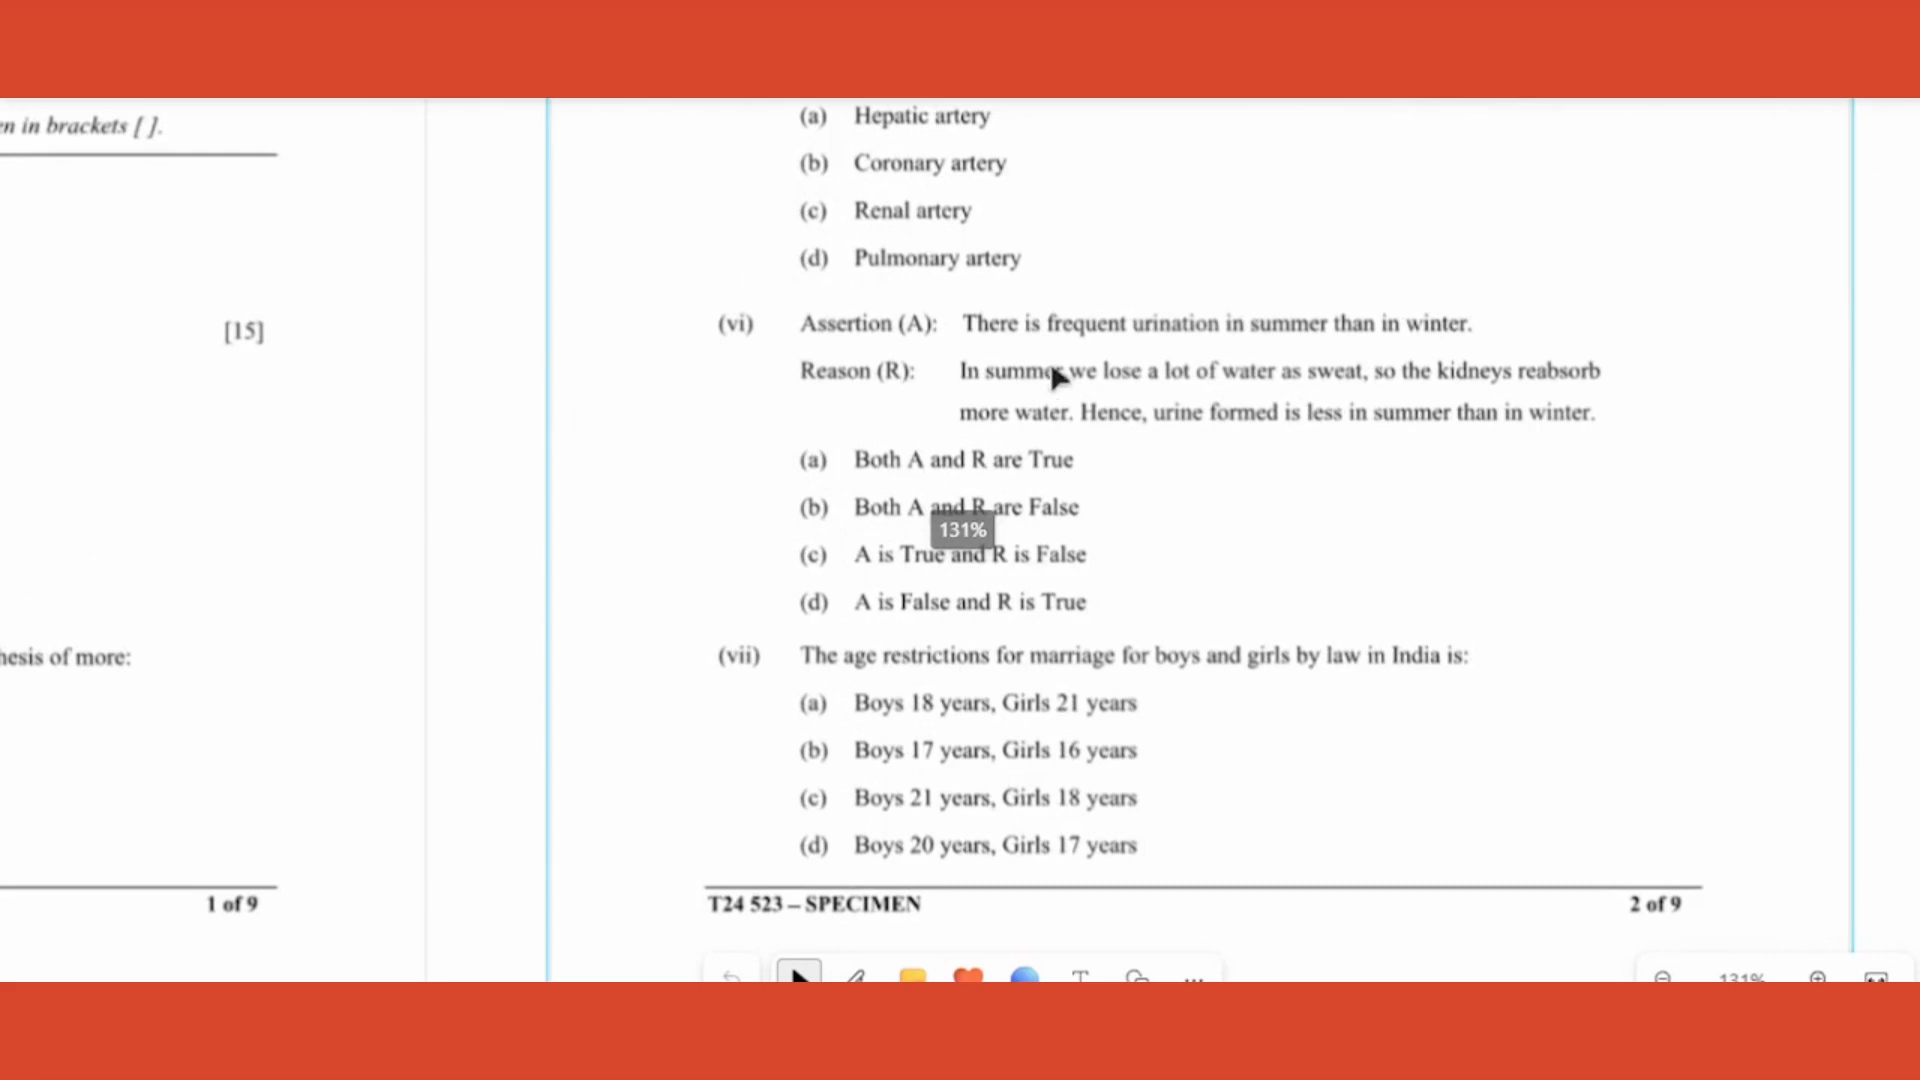 en in brackets [ ].
[15]
hesis of more:
1 of 9
(a) Hepatic artery
(b) Coronary artery
(c) Renal artery
(d) Pulmonary artery
(vi) Assertion (A): There is frequent urination in summer than in winter.
Reason (R): In summer we lose a lot of water as sweat, so the kidneys reabsorb
more water. Hence, urine formed is less in summer than in winter.
(a) Both A and R are True
(b) Both A and R are False
131%
(c) A is True and R is False
(d) A is False and R is True
(vii) The age restrictions for marriage for boys and girls by law in India is:
(a) Boys 18 years, Girls 21 years
(b) Boys 17 years, Girls 16 years
(c) Boys 21 years, Girls 18 years
(d) Boys 20 years, Girls 17 years
T24 523 – SPECIMEN 2 of 9
131%